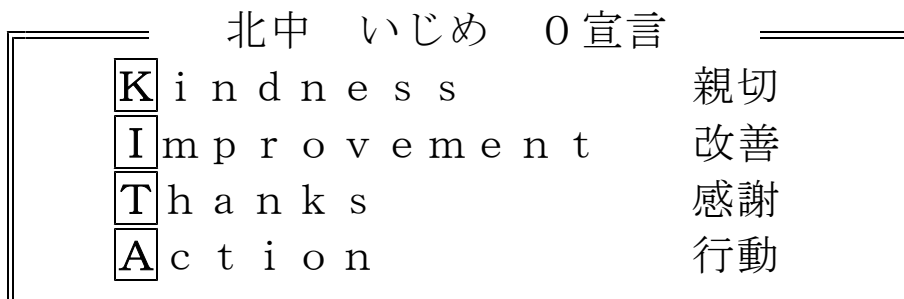 北中　いじめ　０宣言
Ｋｉｎｄｎｅｓｓ　親切
Ｉｍｐｒｏｖｅｍｅｎｔ　改善
Ｔｈａｎｋｓ　感謝
Ａｃｔｉｏｎ　行動